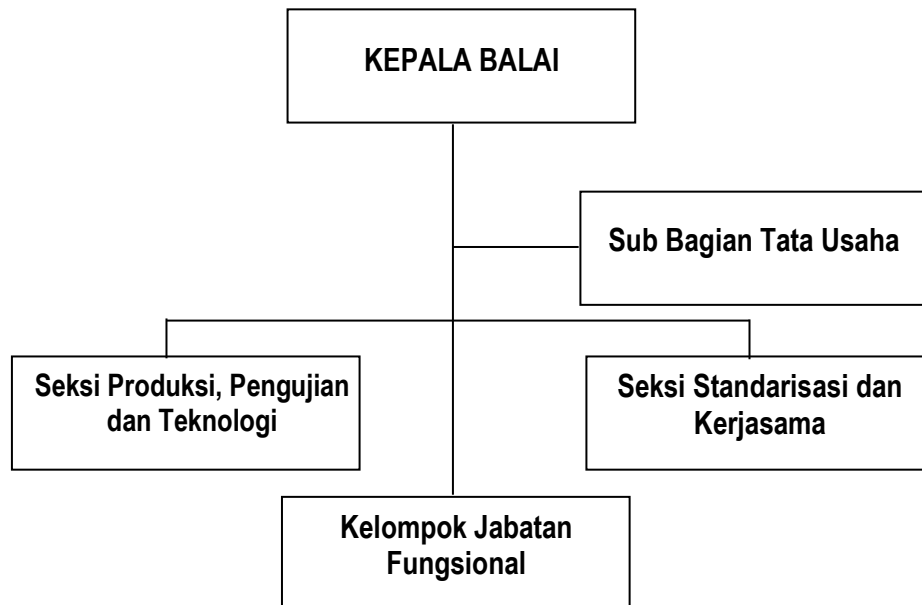 KEPALA BALAI
Sub Bagian Tata Usaha
Seksi Produksi, Pengujian
dan Teknologi
Seksi Standarisasi dan
Kerjasama
Kelompok Jabatan
Fungsional